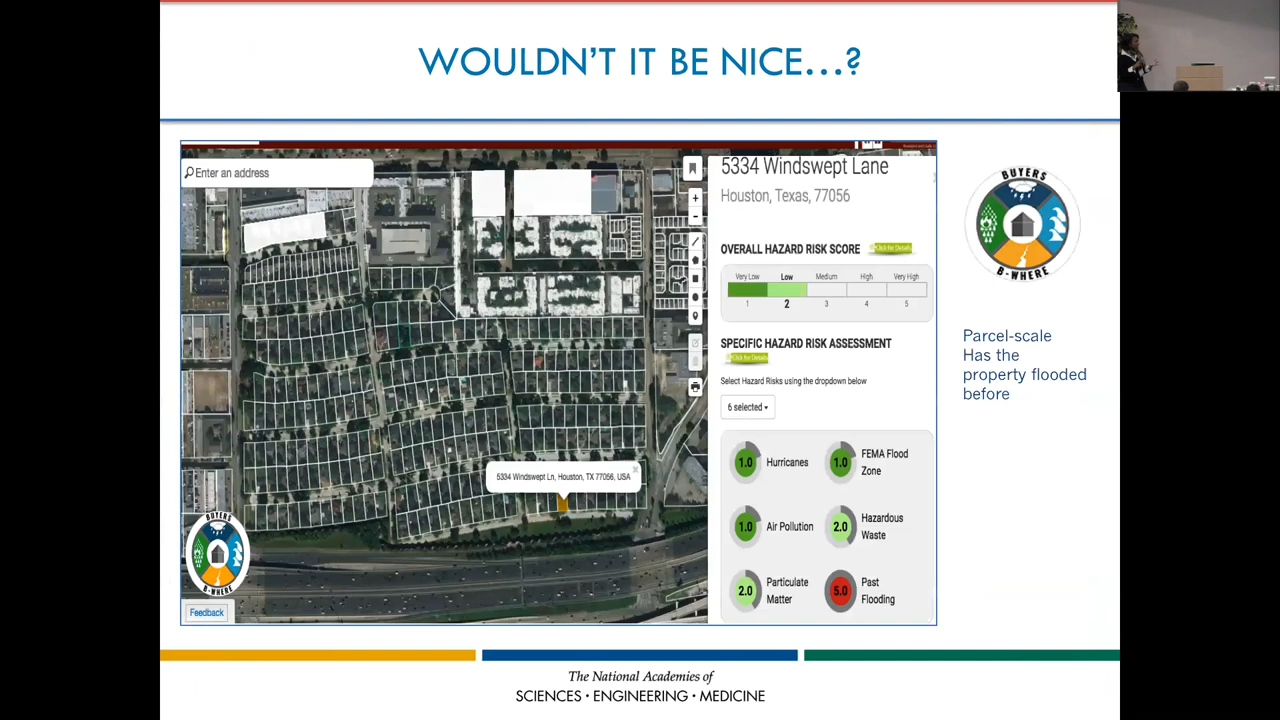 WOULDN'T IT BE NICE...?
Enter an address
5334 Windswept Ln, Houston, TX 77056, USA
BUYERS
B-WHERE
Feedback
5334 Windswept Lane
Houston, Texas, 77056
OVERALL HAZARD RISK SCORE Click for Details
Very Low Low Medium High Very High
1 2 3 4 5
SPECIFIC HAZARD RISK ASSESSMENT
Click for Details
Select Hazard Risks using the dropdown below
6 selected
1.0 Hurricanes
1.0 FEMA Flood
Zone
1.0 Air Pollution
2.0 Hazardous
Waste
2.0 Particulate
Matter
5.0 Past
Flooding
BUYERS
B-WHERE
Parcel-scale
Has the
property flooded
before
The National Academies of
SCIENCES · ENGINEERING · MEDICINE